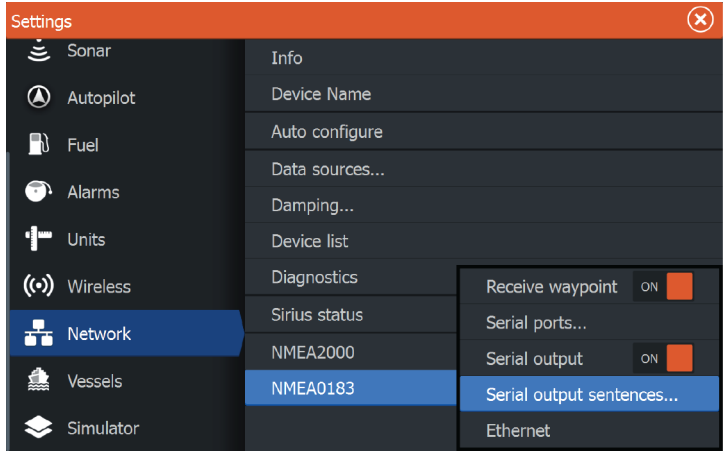 Settings
Sonar
Autopilot
Fuel
Alarms
Units
Wireless
Network
Vessels
Simulator
Info
Device Name
Auto configure
Data sources...
Damping...
Device list
Diagnostics
Sirius status
NMEA2000
NMEA0183
Receive waypoint ON
Serial ports...
Serial output ON
Serial output sentences...
Ethernet